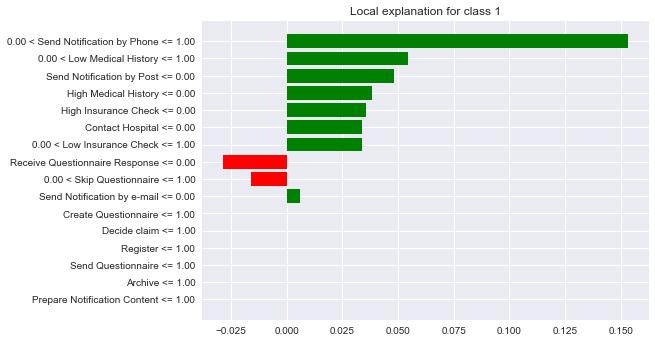 Local explanation for class 1
0.00 < Send Notification by Phone <= 1.00
0.00 < Low Medical History <= 1.00
Send Notification by Post <= 0.00
High Medical History <= 0.00
High Insurance Check <= 0.00
Contact Hospital <= 0.00
0.00 < Low Insurance Check <= 1.00
Receive Questionnaire Response <= 0.00
0.00 < Skip Questionnaire <= 1.00
Send Notification by e-mail <= 0.00
Create Questionnaire <= 1.00
Decide claim <= 1.00
Register <= 1.00
Send Questionnaire <= 1.00
Archive <= 1.00
Prepare Notification Content <= 1.00
−0.025 0.000 0.025 0.050 0.075 0.100 0.125 0.150